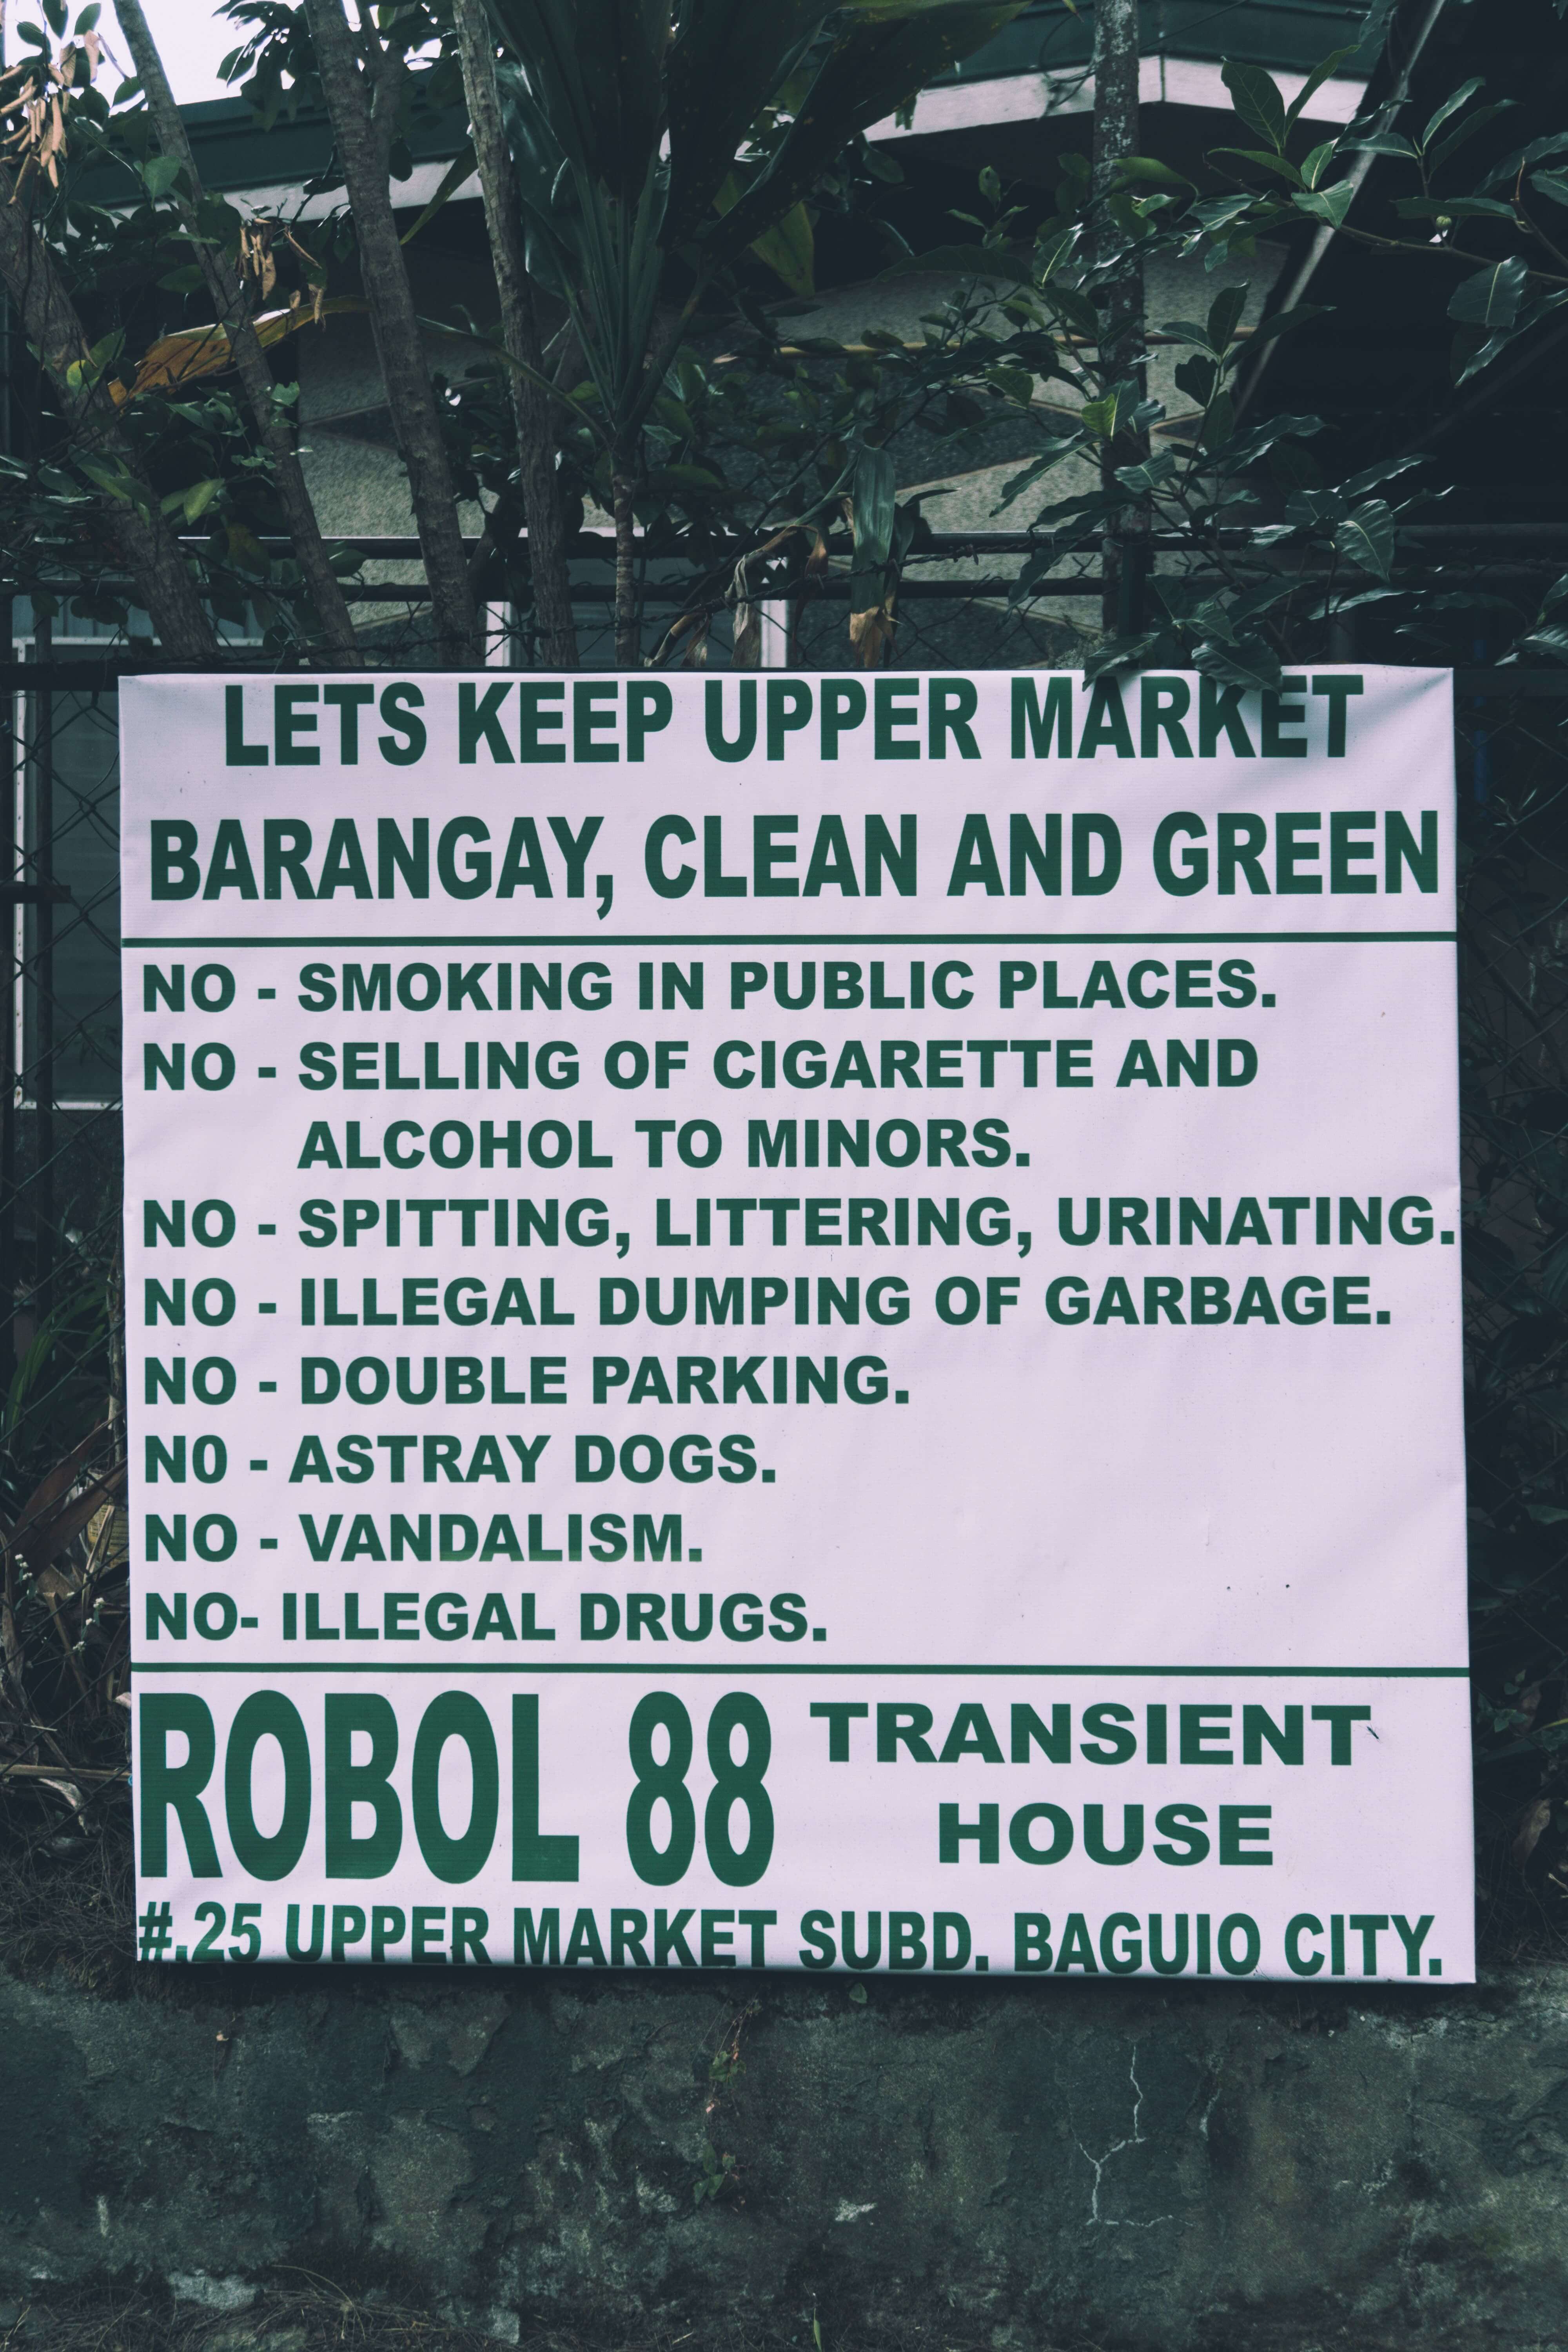 LETS KEEP UPPER MARKET
BARANGAY, CLEAN AND GREEN
NO - SMOKING IN PUBLIC PLACES.
NO - SELLING OF CIGARETTE AND
ALCOHOL TO MINORS.
NO - SPITTING, LITTERING, URINATING.
NO - ILLEGAL DUMPING OF GARBAGE.
NO - DOUBLE PARKING.
N0 - ASTRAY DOGS.
NO - VANDALISM.
NO- ILLEGAL DRUGS.
ROBOL 88 TRANSIENT
HOUSE
#.25 UPPER MARKET SUBD. BAGUIO CITY.